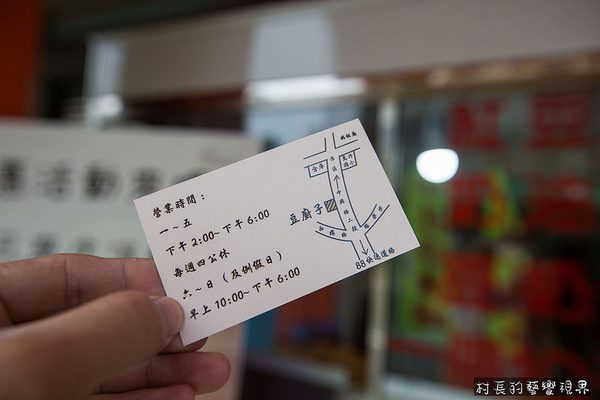 營業時間：
一～五
下午 2:00~下午 6:00
每週四公休
六～日（及例假日）
早上 10:00~下午 6:00
豆腐子
88快速道路
村長的藝饗視界